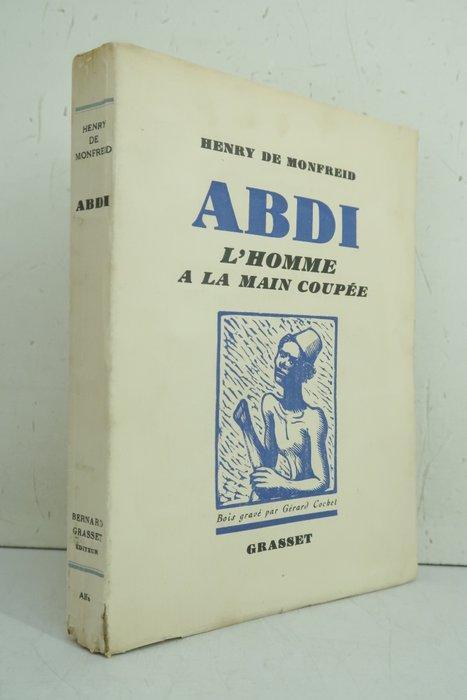 HENRY
DE
MONFREID
ABDI
BERNARD
GRASSET
ÉDITEUR
Alfa
HENRY DE MONFREID
ABDI
L'HOMME
A LA MAIN COUPÉE
Bois gravé par Gérard Cochet
GRASSET